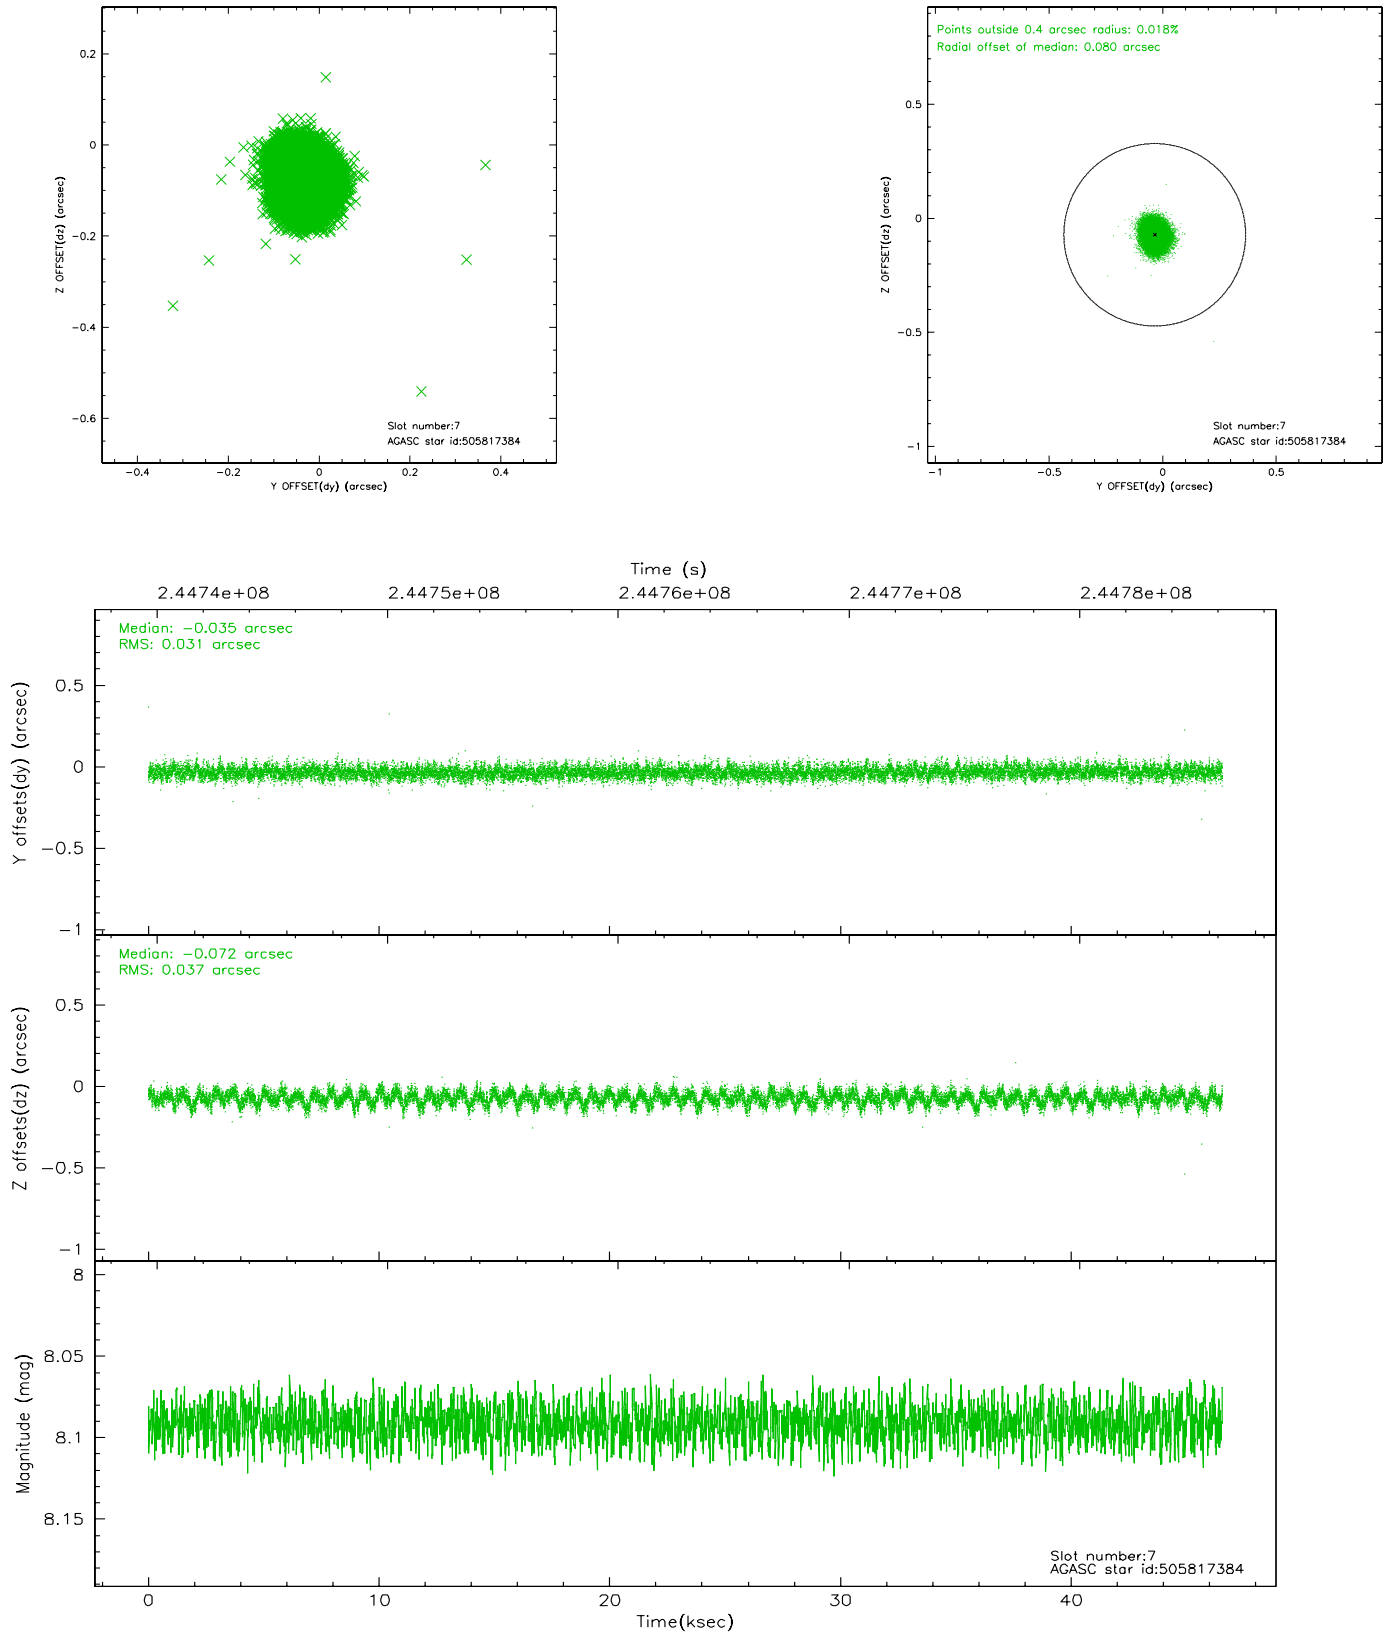 0.2
0
−0.2
−0.4
−0.6
Z OFFSET(dz) (arcsec)
Slot number:7
AGASC star id:505817384
−0.4 −0.2 0 0.2 0.4
Y OFFSET(dy) (arcsec)
Points outside 0.4 arcsec radius: 0.018%
Radial offset of median: 0.080 arcsec
0.5
0
−0.5
−1
Z OFFSET(dz) (arcsec)
Slot number:7
AGASC star id:505817384
−1 −0.5 0 0.5
Y OFFSET(dy) (arcsec)
Time (s)
2.4474e+08 2.4475e+08 2.4476e+08 2.4477e+08 2.4478e+08
Median: −0.035 arcsec
RMS: 0.031 arcsec
0.5
0
−0.5
−1
Y offsets(dy) (arcsec)
Median: −0.072 arcsec
RMS: 0.037 arcsec
0.5
0
−0.5
−1
Z offsets(dz) (arcsec)
8
8.05
8.1
8.15
Magnitude (mag)
Slot number:7
AGASC star id:505817384
0 10 20 30 40
Time(ksec)